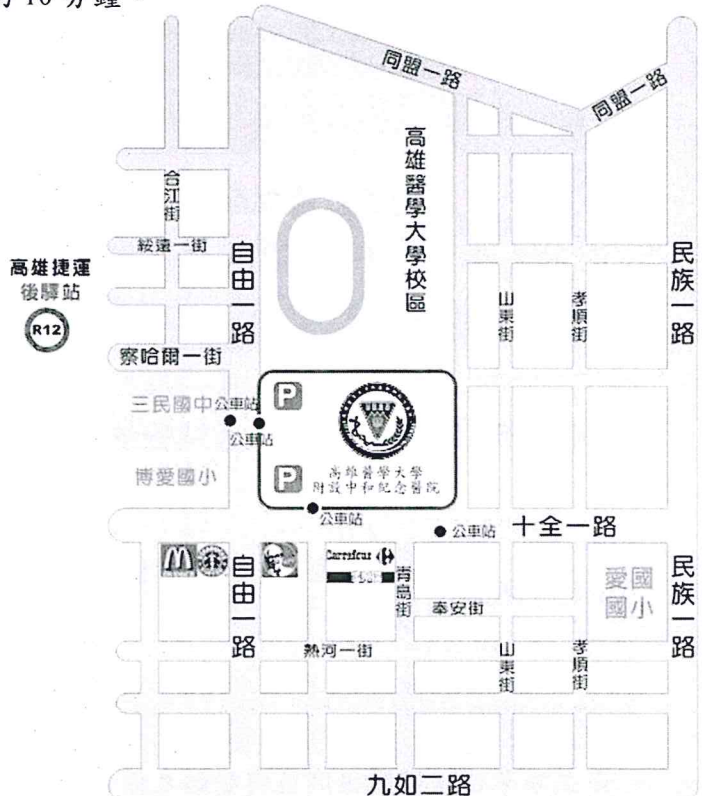 10 分鐘
同盟一路
同盟一路
高雄醫學大學校區
合江街
綏遠一街
自由一路
民族一路
高雄捷運
後驛站
R12
山東街
孝順街
察哈爾一街
三民國中
公車站
P
公車站
博愛國小
P
高雄醫學大學
附設中和紀念醫院
公車站
公車站
十全一路
自由一路
Carrefour
青島街
愛國
國小
民族一路
奉安街
熱河一街
山東街
孝順街
九如二路